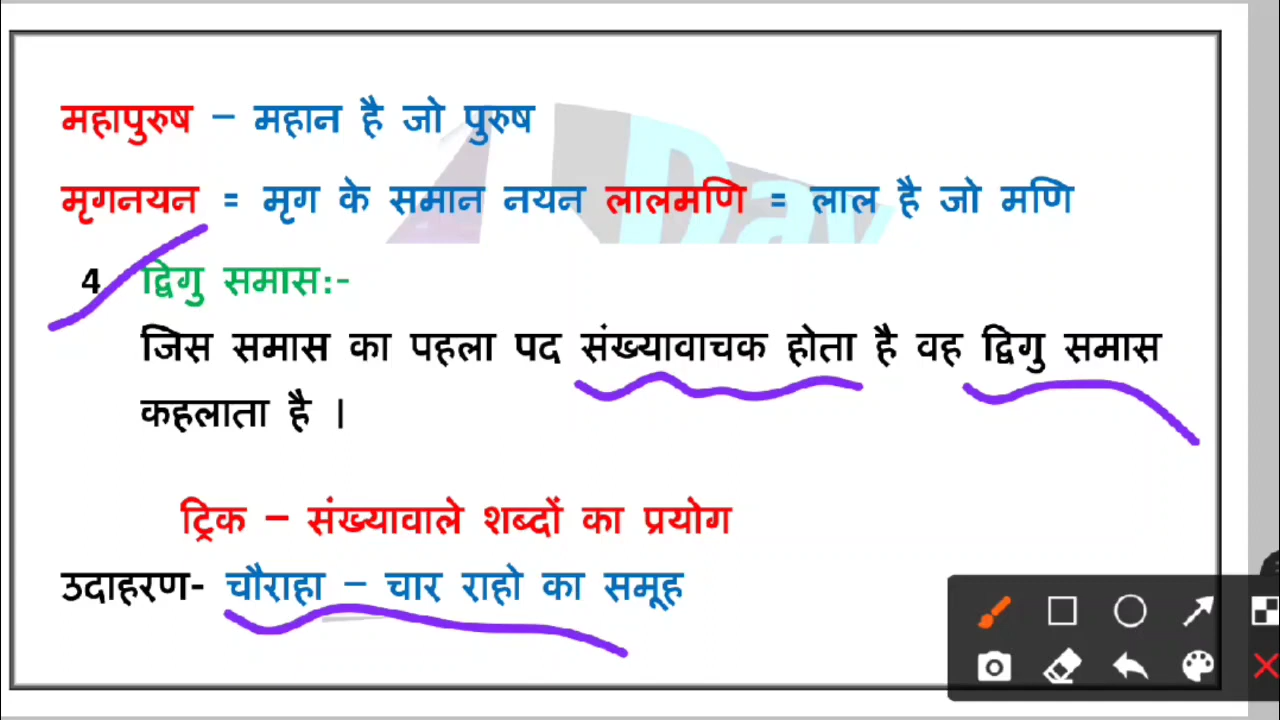 महापुरुष – महान है जो पुरुष
मृगनयन = मृग के समान नयन लालमणि = लाल है जो मणि
4 द्विगु समास:-
जिस समास का पहला पद संख्यावाचक होता है वह द्विगु समास
कहलाता है ।
ट्रिक – संख्यावाले शब्दों का प्रयोग
उदाहरण- चौराहा – चार राहो का समूह
Day